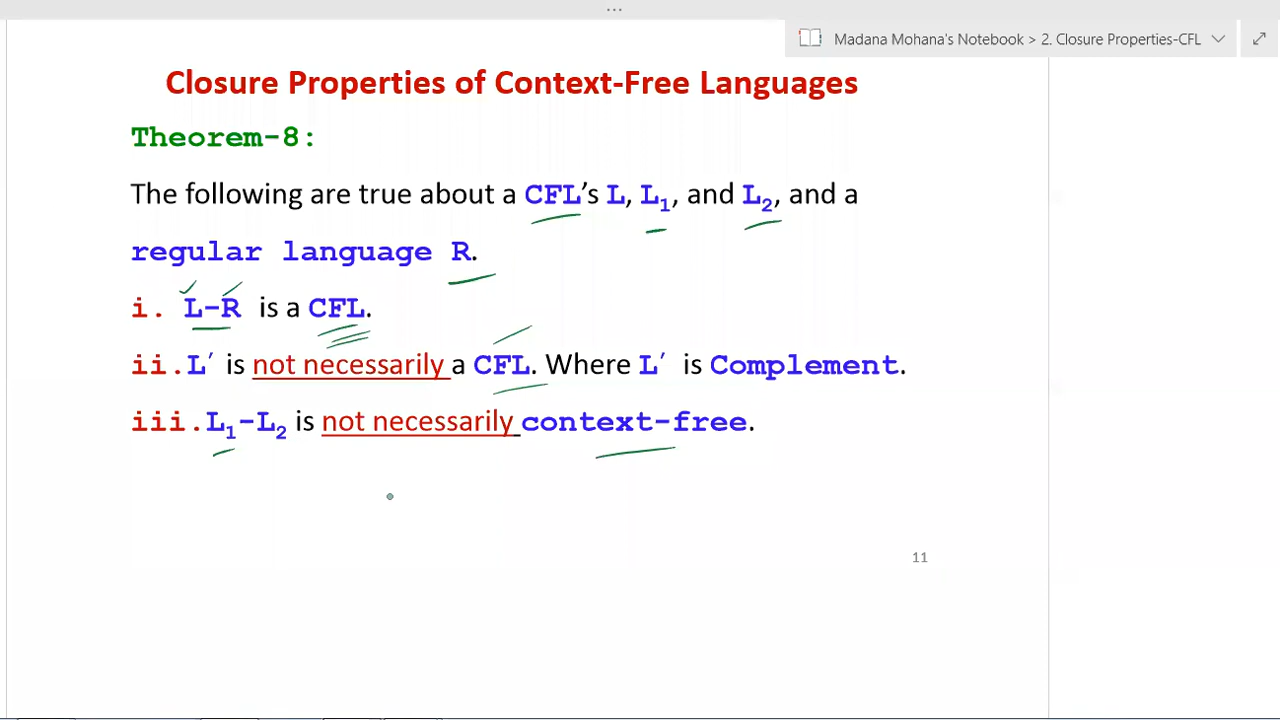 ...
Madana Mohana's Notebook > 2. Closure Properties-CFL
Closure Properties of Context-Free Languages
Theorem-8:
The following are true about a CFL's L, L₁, and L₂, and a
regular language R.
i. L-R is a CFL.
ii.L′ is not necessarily a CFL. Where L′ is Complement.
iii.L₁-L₂ is not necessarily context-free.
11